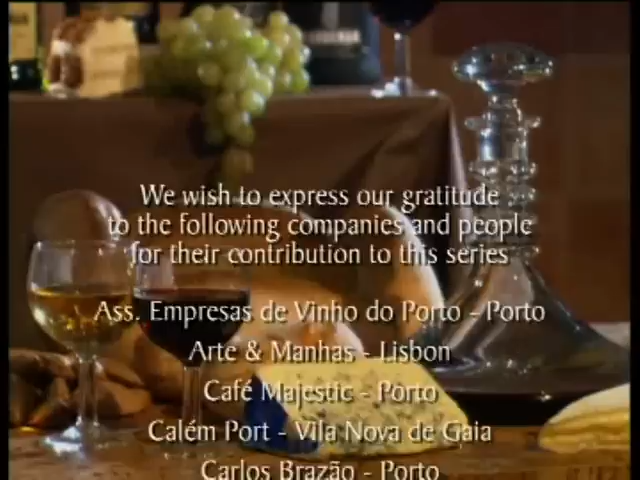 We wish to express our gratitude
to the following companies and people
for their contribution to this series
Ass. Empresas de Vinho do Porto - Porto
Arte & Manhas - Lisbon
Café Majestic - Porto
Calém Port - Vila Nova de Gaia
Carlos Brazão - Porto